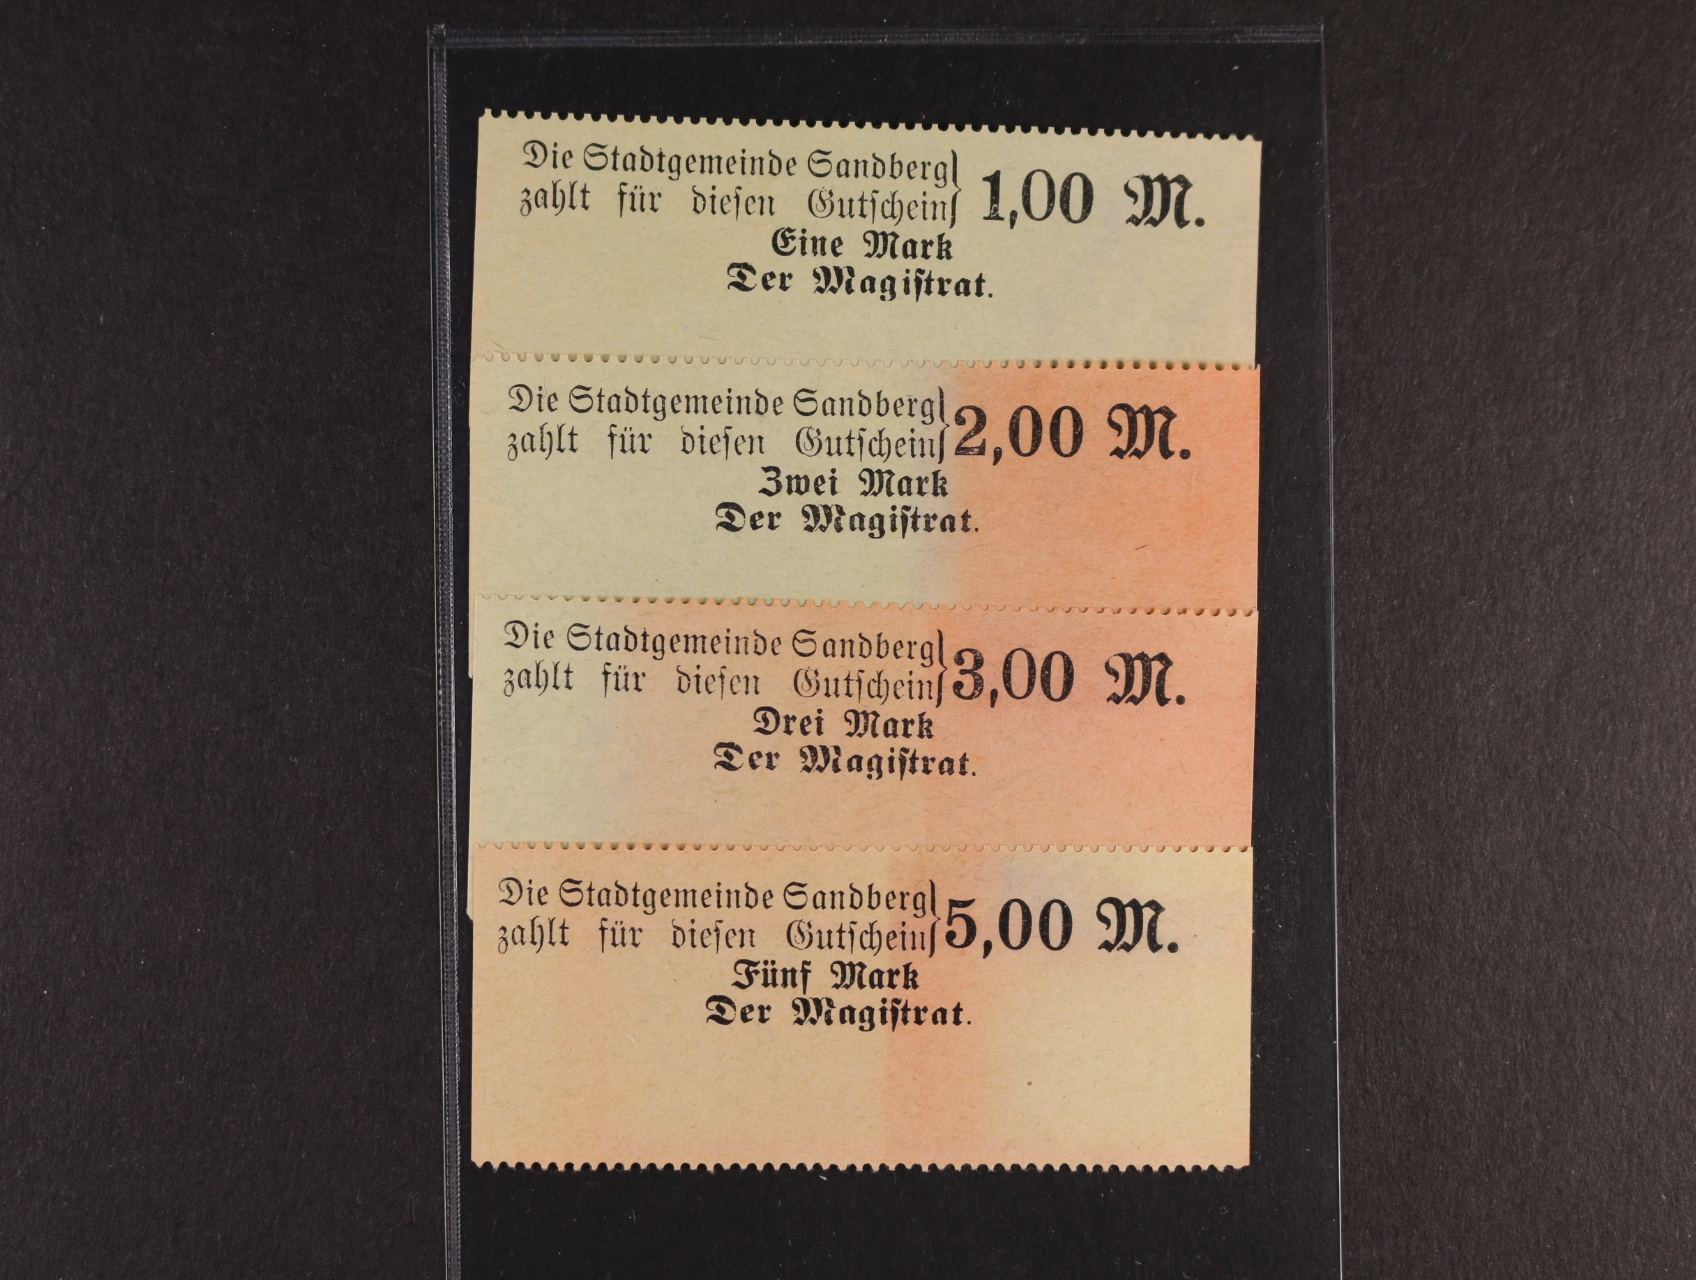 Die Stadtgemeinde Sandberg
zahlt für diesen Gutschein } 1,00 M.
Eine Mark
Der Magistrat.
Die Stadtgemeinde Sandberg
zahlt für diesen Gutschein } 2,00 M.
Zwei Mark
Der Magistrat.
Die Stadtgemeinde Sandberg
zahlt für diesen Gutschein } 3,00 M.
Drei Mark
Der Magistrat.
Die Stadtgemeinde Sandberg
zahlt für diesen Gutschein } 5,00 M.
Fünf Mark
Der Magistrat.